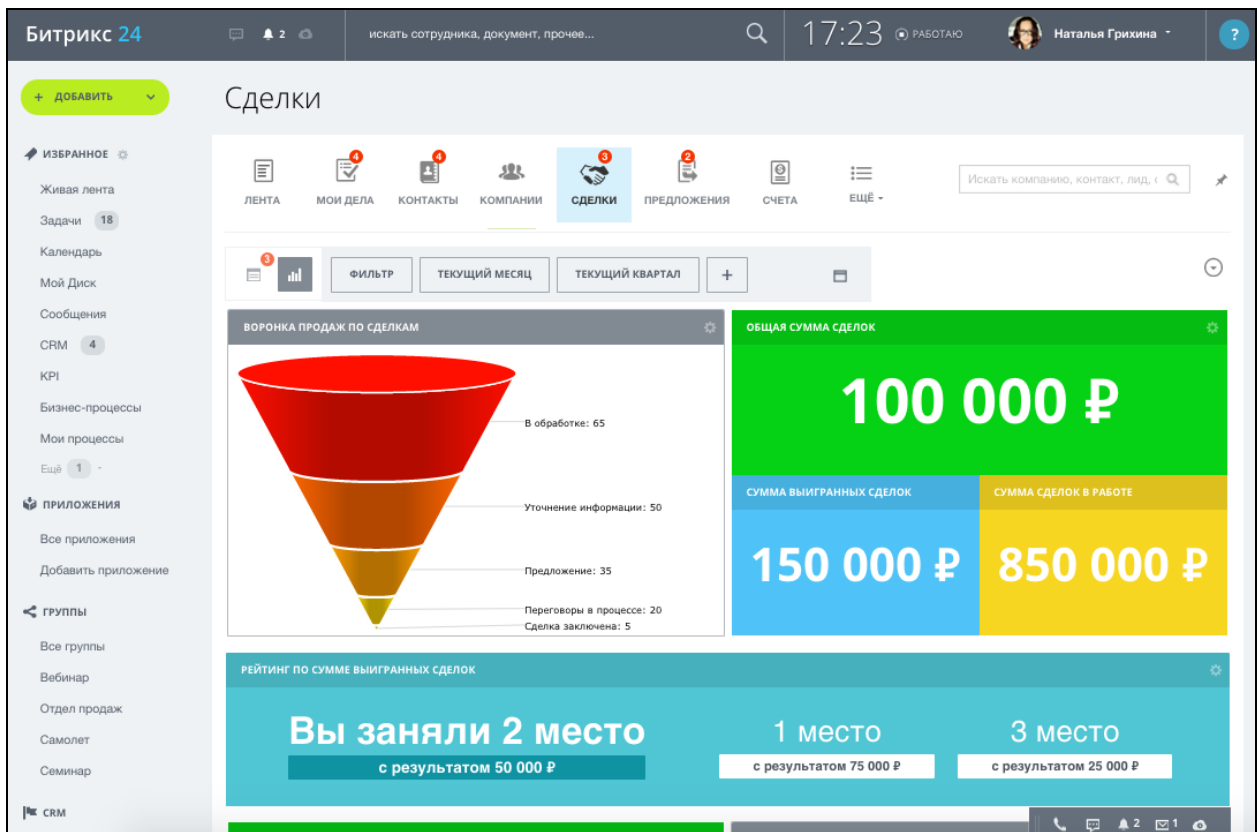 Битрикс 24
2
искать сотрудника, документ, прочее...
17:23
РАБОТАЮ
Наталья Грихина
?
+ ДОБАВИТЬ
Сделки
ИЗБРАННОЕ
Живая лента
Задачи 18
Календарь
Мой Диск
Сообщения
CRM 4
KPI
Бизнес-процессы
Мои процессы
Ещё 1
ПРИЛОЖЕНИЯ
Все приложения
Добавить приложение
ГРУППЫ
Все группы
Вебинар
Отдел продаж
Самолет
Семинар
CRM
ЛЕНТА
4
МОИ ДЕЛА
4
КОНТАКТЫ
КОМПАНИИ
3
СДЕЛКИ
2
ПРЕДЛОЖЕНИЯ
СЧЕТА
ЕЩЁ
Искать компанию, контакт, лид, с
3
ФИЛЬТР
ТЕКУЩИЙ МЕСЯЦ
ТЕКУЩИЙ КВАРТАЛ
+
ВОРОНКА ПРОДАЖ ПО СДЕЛКАМ
В обработке: 65
Уточнение информации: 50
Предложение: 35
Переговоры в процессе: 20
Сделка заключена: 5
ОБЩАЯ СУММА СДЕЛОК
100 000 ₽
СУММА ВЫИГРАННЫХ СДЕЛОК
150 000 ₽
СУММА СДЕЛОК В РАБОТЕ
850 000 ₽
РЕЙТИНГ ПО СУММЕ ВЫИГРАННЫХ СДЕЛОК
Вы заняли 2 место
с результатом 50 000 ₽
1 место
с результатом 75 000 ₽
3 место
с результатом 25 000 ₽
2
1